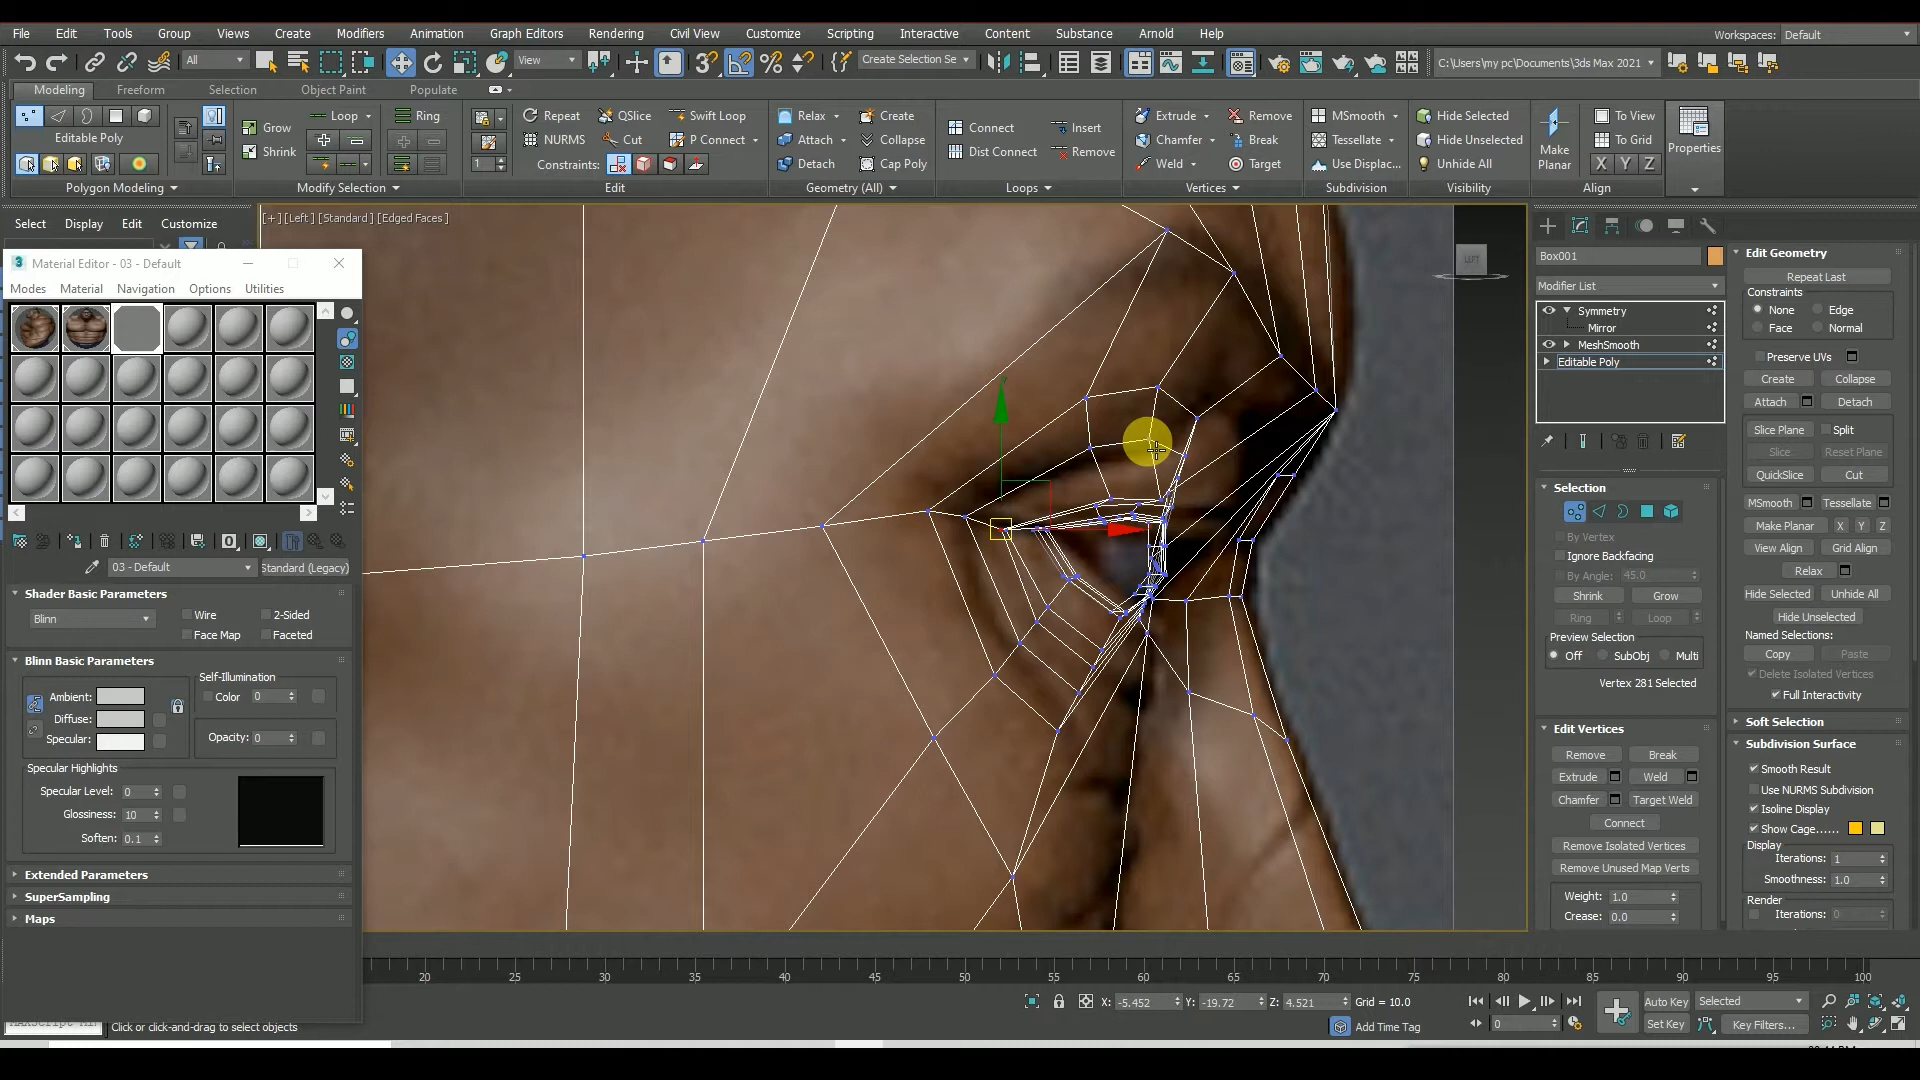 File Edit Tools Group Views Create Modifiers Animation Graph Editors Rendering Civil View Customize Scripting Interactive Content Substance Arnold Help
Workspaces: Default
All View Create Selection Se C:\Users\my pc\Documents\3ds Max 2021
Modeling Freeform Selection Object Paint Populate
Editable Poly
Polygon Modeling
Grow
Shrink
Loop
Ring
Modify Selection
1
Repeat QSlice Swift Loop
NURMS Cut P Connect
Constraints:
Edit
Relax Create
Attach Collapse
Detach Cap Poly
Geometry (All)
Connect Insert
Dist Connect Remove
Loops
Extrude Remove
Chamfer Break
Weld Target
Vertices
MSmooth
Tessellate
Use Displac...
Subdivision
Hide Selected
Hide Unselected
Unhide All
Visibility
Make Planar
To View
To Grid
X Y Z
Align
Properties
Select Display Edit Customize
[+] [Left] [Standard] [Edged Faces]
LEFT
3 Material Editor - 03 - Default
Modes Material Navigation Options Utilities
0
03 - Default
Standard (Legacy)
Shader Basic Parameters
Blinn
Wire 2-Sided
Face Map Faceted
Blinn Basic Parameters
Self-Illumination
Ambient: Color 0
Diffuse:
Specular: Opacity: 0
Specular Highlights
Specular Level: 0
Glossiness: 10
Soften: 0.1
Extended Parameters
SuperSampling
Maps
Box001
Modifier List
Symmetry
Mirror
MeshSmooth
Editable Poly
Selection
By Vertex
Ignore Backfacing
By Angle: 45.0
Shrink Grow
Ring Loop
Preview Selection
Off SubObj Multi
Vertex 281 Selected
Edit Vertices
Remove Break
Extrude Weld
Chamfer Target Weld
Connect
Remove Isolated Vertices
Remove Unused Map Verts
Weight: 1.0
Crease: 0.0
Edit Geometry
Repeat Last
Constraints
None Edge
Face Normal
Preserve UVs
Create Collapse
Attach Detach
Slice Plane Split
Slice Reset Plane
QuickSlice Cut
MSmooth Tessellate
Make Planar X Y Z
View Align Grid Align
Relax
Hide Selected Unhide All
Hide Unselected
Named Selections:
Copy Paste
Delete Isolated Vertices
Full Interactivity
Soft Selection
Subdivision Surface
Smooth Result
Use NURMS Subdivision
Isoline Display
Show Cage......
Display
Iterations: 1
Smoothness: 1.0
Render
Iterations: 0
20 25 30 35 40 45 50 55 60 65 70 75 80 85 90 95 100
X: -5.452 Y: -19.72 Z: 4.521 Grid = 10.0
Auto Key Selected
Click or click-and-drag to select objects
Add Time Tag
0
Set Key Key Filters...